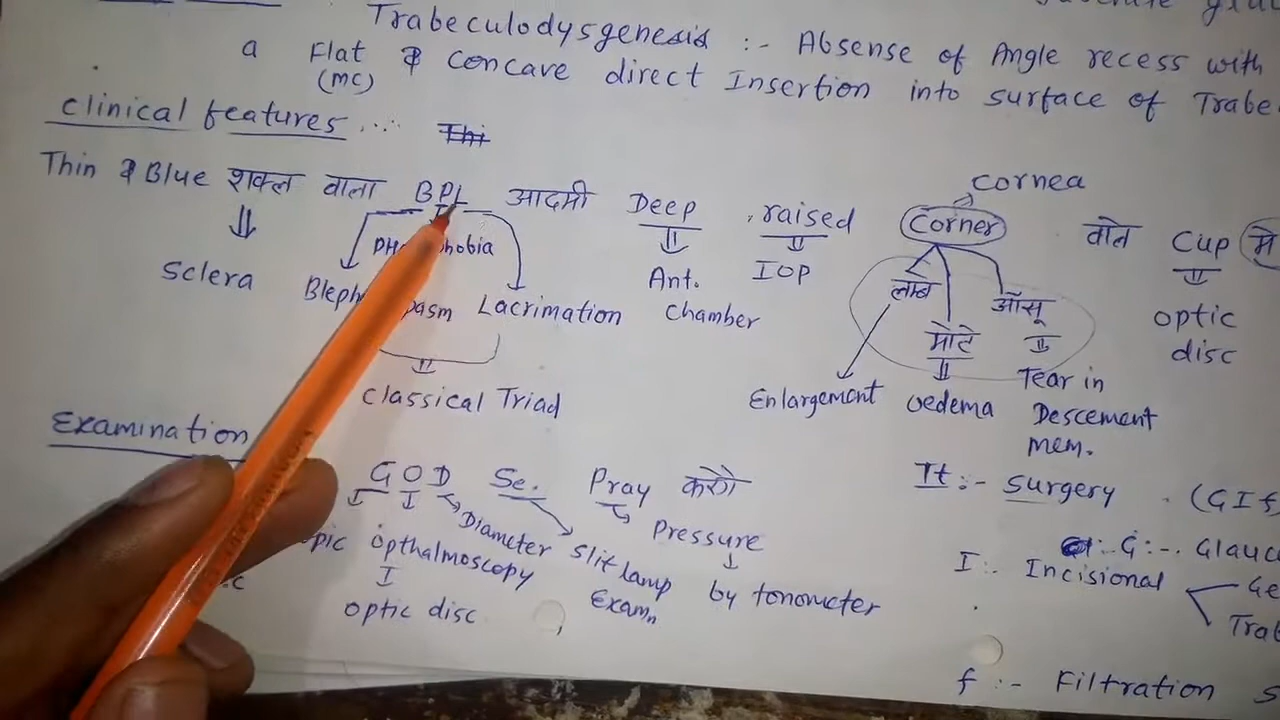 Trabeculodysgenesis :- Absense of Angle recess with
a Flat & concave direct Insertion into surface of Trabe
(mc)
clinical features...
Thin & Blue शक्ल वाला BPL आदमी Deep , raised Corner वोन Cup मे
cornea
Sclera Lacrimation Ant. chamber IOP optic disc
लाम्ब मोटे आँसू
Enlargement oedema Tear in Descement mem.
classical Triad
Examination
GOD Se. Pray करो
Diameter slit lamp Examn Pressure
opthalmoscopy by tonometer
optic disc
Tt :- surgery . (GIf
G :- Glauc
I :- Incisional
Trab
f :- Filtration S